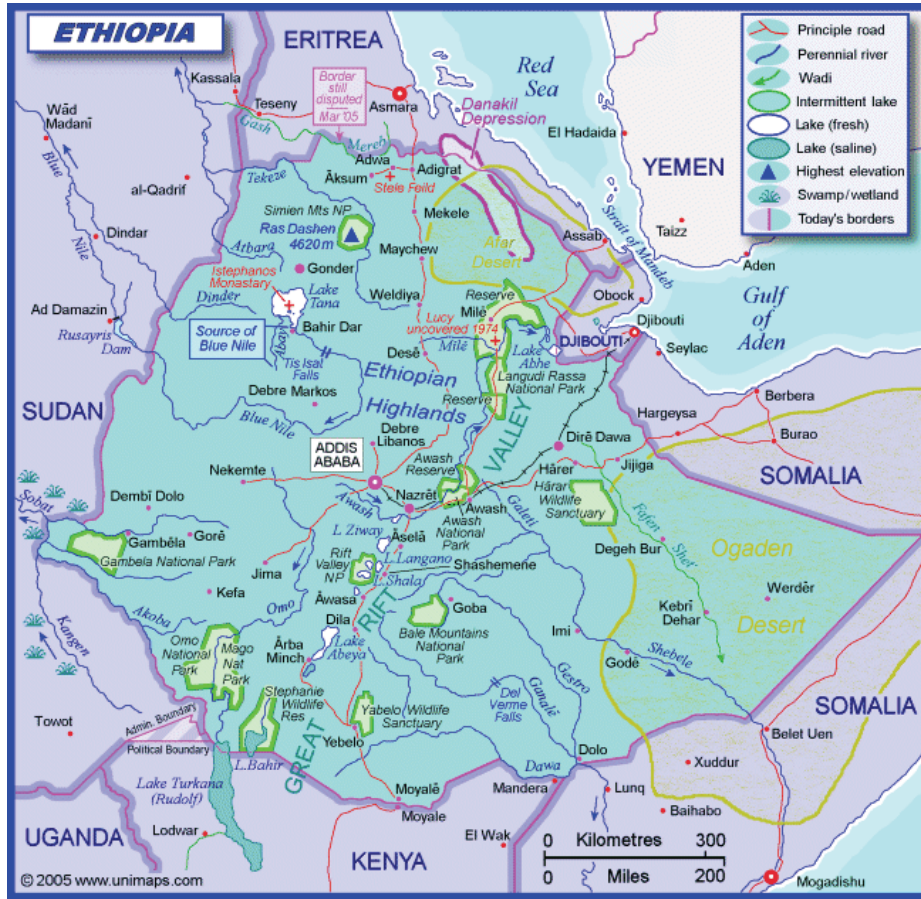 ETHIOPIA
ERITREA
Red
Sea
YEMEN
Principle road
Perennial river
Wadi
Intermittent lake
Lake (fresh)
Lake (saline)
Highest elevation
Swamp/wetland
Today's borders
Kassala
Teseny
Gash
Border
still
disputed
Mar'05
Asmara
Danakil
Depression
El Hadaida
Wād
Madanī
Blue
Nile
al-Qadrif
Tekeze
Mereb
Adwa
Āksum
Adigrat
Stele Feild
Simien Mts NP
Ras Dashen
4620m
Mekele
Afar
Desert
Assab
Strait of Mandeb
Taizz
Aden
Dindar
Atbara
Gonder
Maychew
Istephanos
Monastary
Lake
Tana
Dinder
Weldiya
Reserve
Milē
Obock
Gulf
of
Aden
Ad Damazin
Rusayris
Dam
Source of
Blue Nile
Abay
Bahir Dar
Tis Isal
Falls
Lucy
uncovered 1974
Milē
Lake
Abhe
DJIBOUTI
Djibouti
Seylac
Desē
Ethiopian
Highlands
Langudi Rassa
National Park
Reserve
Debre Markos
Blue Nile
SUDAN
Berbera
Hargeysa
Burao
SOMALIA
Debre
Libanos
ADDIS
ABABA
VALLEY
Dirē Dawa
Nekemte
Awash
Reserve
Hārer
Jijiga
Sobat
Dembī Dolo
Awash
Nazrēt
Awash
Galeti
Hārar
Wildlife
Sanctuary
Fafen
Shet'
Gambēla
Gorē
Gambela National Park
L. Ziway
Āselā
Awash
National
Park
Degeh Bur
Ogaden
Desert
Jima
Rift
Valley
NP
L.Langano
L.Shala
Shashemene
Kefa
Omo
Āwasa
Goba
Werdēr
Akoba
Kangen
RIFT
Dila
Bale Mountains
National
Park
Imi
Kebrī
Dehar
Omo
National
Park
Mago
Nat
Park
Ārba
Minch
Lake
Abeya
Godē
Shebele
Gestro
Ganalē
Stephanie
Wildlife
Res
Del
Verme
Falls
Towot
Admin. Boundary
Political Boundary
Yabelo Wildlife
Sanctuary
Yebelo
GREAT
SOMALIA
Belet Uen
L.Bahir
Dolo
Xuddur
Lake Turkana
(Rudolf)
Dawa
Mandera
Lunq
Moyalē
Moyale
Baihabo
UGANDA
Lodwar
KENYA
El Wak
0 Kilometres 300
0 Miles 200
Mogadishu
© 2005 www.unimaps.com